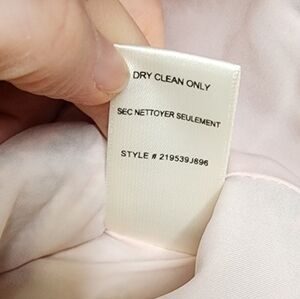 DRY CLEAN ONLY
SEC NETTOYER SEULEMENT
STYLE # 219539J896